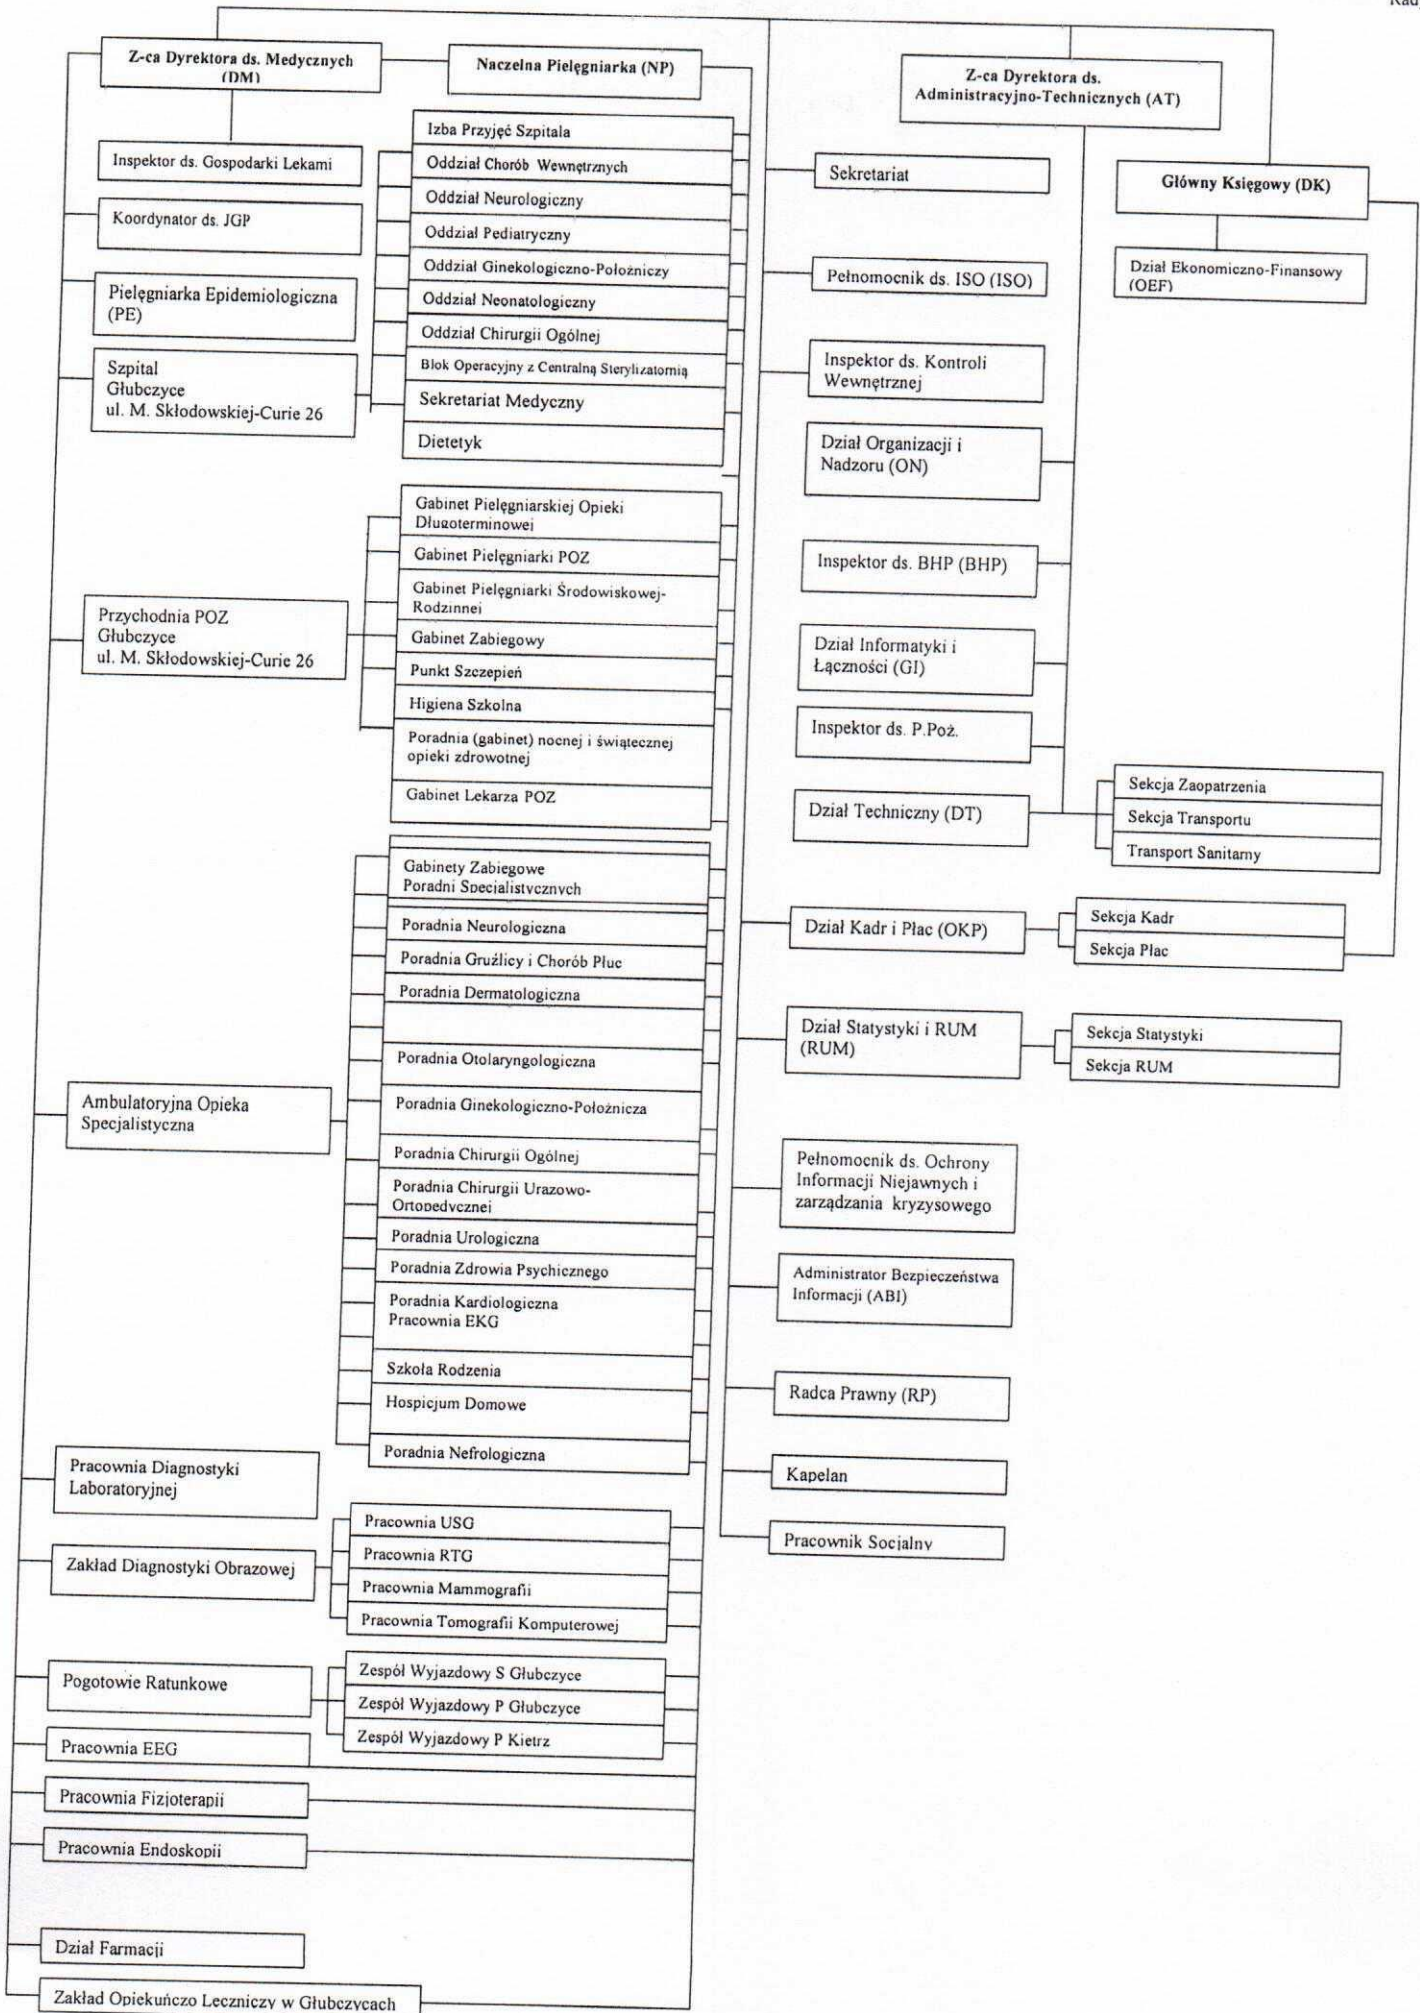 Rad
Z-ca Dyrektora ds. Medycznych
(DM)
Naczelna Pielęgniarka (NP)
Z-ca Dyrektora ds.
Administracyjno-Technicznych (AT)
Inspektor ds. Gospodarki Lekami
Koordynator ds. JGP
Pielęgniarka Epidemiologiczna
(PE)
Szpital
Głubczyce
ul. M. Skłodowskiej-Curie 26
Izba Przyjęć Szpitala
Oddział Chorób Wewnętrznych
Oddział Neurologiczny
Oddział Pediatryczny
Oddział Ginekologiczno-Położniczy
Oddział Neonatologiczny
Oddział Chirurgii Ogólnej
Blok Operacyjny z Centralną Sterylizatornią
Sekretariat Medyczny
Dietetyk
Sekretariat
Pełnomocnik ds. ISO (ISO)
Inspektor ds. Kontroli
Wewnętrznej
Dział Organizacji i
Nadzoru (ON)
Inspektor ds. BHP (BHP)
Dział Informatyki i
Łączności (GI)
Inspektor ds. P.Poż.
Dział Techniczny (DT)
Główny Księgowy (DK)
Dział Ekonomiczno-Finansowy
(OEF)
Sekcja Zaopatrzenia
Sekcja Transportu
Transport Sanitarny
Przychodnia POZ
Głubczyce
ul. M. Skłodowskiej-Curie 26
Gabinet Pielęgniarskiej Opieki
Długoterminowej
Gabinet Pielęgniarki POZ
Gabinet Pielęgniarki Środowiskowej-
Rodzinnej
Gabinet Zabiegowy
Punkt Szczepień
Higiena Szkolna
Poradnia (gabinet) nocnej i świątecznej
opieki zdrowotnej
Gabinet Lekarza POZ
Ambulatoryjna Opieka
Specjalistyczna
Gabinety Zabiegowe
Poradni Specjalistycznych
Poradnia Neurologiczna
Poradnia Gruźlicy i Chorób Płuc
Poradnia Dermatologiczna
Poradnia Otolaryngologiczna
Poradnia Ginekologiczno-Położnicza
Poradnia Chirurgii Ogólnej
Poradnia Chirurgii Urazowo-
Ortopedycznej
Poradnia Urologiczna
Poradnia Zdrowia Psychicznego
Poradnia Kardiologiczna
Pracownia EKG
Szkoła Rodzenia
Hospicjum Domowe
Poradnia Nefrologiczna
Dział Kadr i Płac (OKP)
Sekcja Kadr
Sekcja Płac
Dział Statystyki i RUM
(RUM)
Sekcja Statystyki
Sekcja RUM
Pełnomocnik ds. Ochrony
Informacji Niejawnych i
zarządzania kryzysowego
Administrator Bezpieczeństwa
Informacji (ABI)
Radca Prawny (RP)
Kapelan
Pracownik Socjalny
Pracownia Diagnostyki
Laboratoryjnej
Zakład Diagnostyki Obrazowej
Pracownia USG
Pracownia RTG
Pracownia Mammografii
Pracownia Tomografii Komputerowej
Pogotowie Ratunkowe
Zespół Wyjazdowy S Głubczyce
Zespół Wyjazdowy P Głubczyce
Zespół Wyjazdowy P Kietrz
Pracownia EEG
Pracownia Fizjoterapii
Pracownia Endoskopii
Dział Farmacji
Zakład Opiekuńczo Leczniczy w Głubczycach